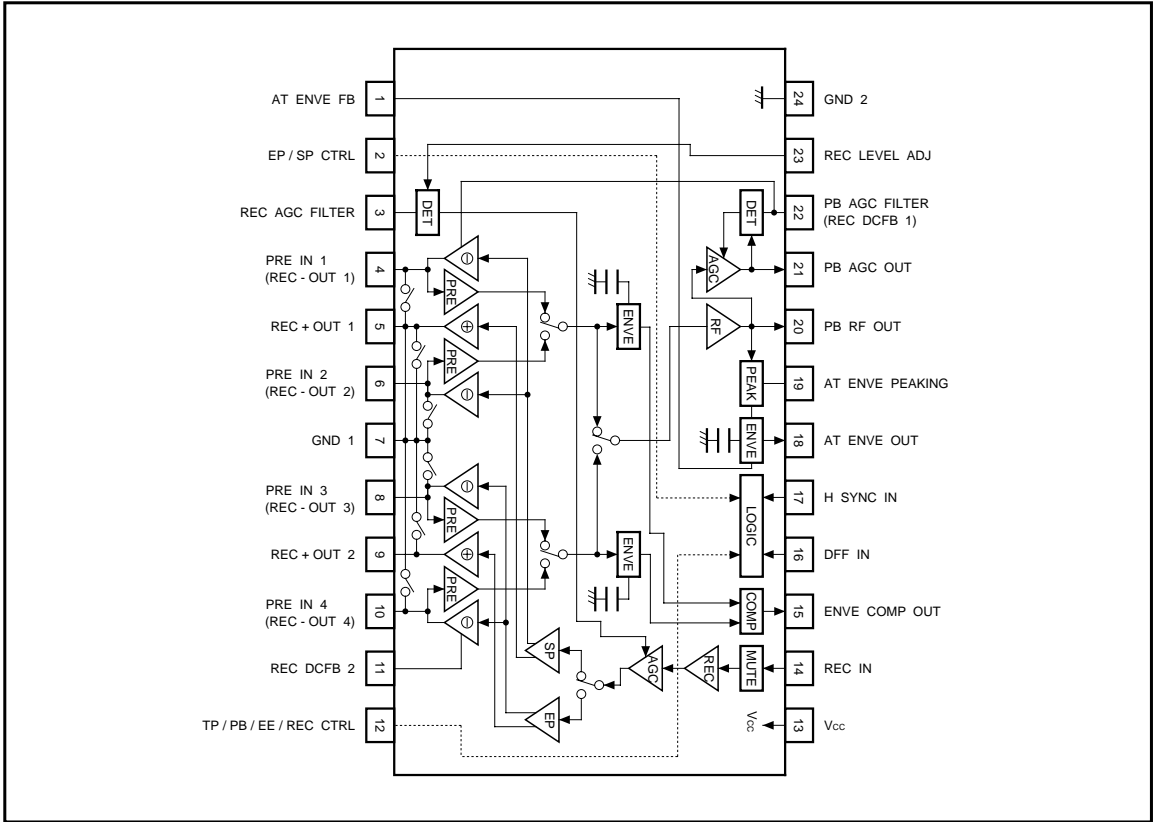 AT ENVE FB
1
EP / SP CTRL
2
REC AGC FILTER
3
PRE IN 1
(REC - OUT 1)
4
REC + OUT 1
5
PRE IN 2
(REC - OUT 2)
6
GND 1
7
PRE IN 3
(REC - OUT 3)
8
REC + OUT 2
9
PRE IN 4
(REC - OUT 4)
10
REC DCFB 2
11
TP / PB / EE / REC CTRL
12
DET
PRE
PRE
PRE
PRE
ENVE
ENVE
SP
EP
AGC
REC
MUTE
COMP
LOGIC
ENVE
PEAK
RF
AGC
DET
Vcc
24
GND 2
23
REC LEVEL ADJ
22
PB AGC FILTER
(REC DCFB 1)
21
PB AGC OUT
20
PB RF OUT
19
AT ENVE PEAKING
18
AT ENVE OUT
17
H SYNC IN
16
DFF IN
15
ENVE COMP OUT
14
REC IN
13
Vcc